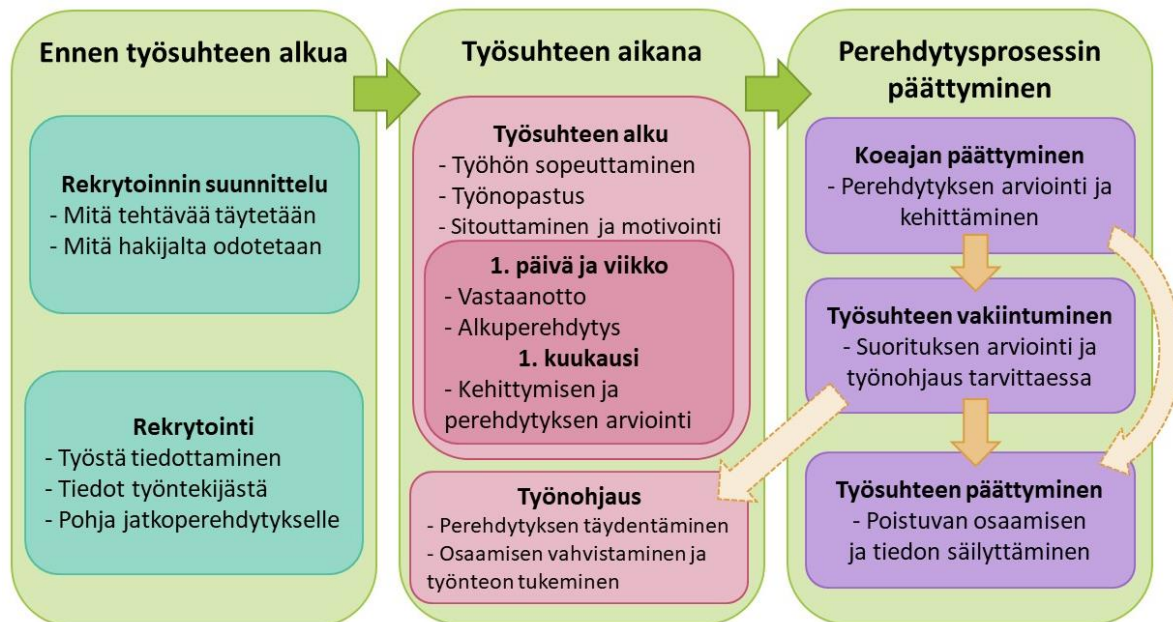 Ennen työsuhteen alkua
Rekrytoinnin suunnittelu
- Mitä tehtävää täytetään
- Mitä hakijalta odotetaan
Rekrytointi
- Työstä tiedottaminen
- Tiedot työntekijästä
- Pohja jatkoperehdytykselle
Työsuhteen aikana
Työsuhteen alku
- Työhön sopeuttaminen
- Työnopastus
- Sitouttaminen ja motivointi
1. päivä ja viikko
- Vastaanotto
- Alkuperehdytys
1. kuukausi
- Kehittymisen ja
perehdytyksen arviointi
Työnohjaus
- Perehdytyksen täydentäminen
- Osaamisen vahvistaminen ja
työnteon tukeminen
Perehdytysprosessin
päättyminen
Koeajan päättyminen
- Perehdytyksen arviointi ja
kehittäminen
Työsuhteen vakiintuminen
- Suorituksen arviointi ja
työnohjaus tarvittaessa
Työsuhteen päättyminen
- Poistuvan osaamisen
ja tiedon säilyttäminen